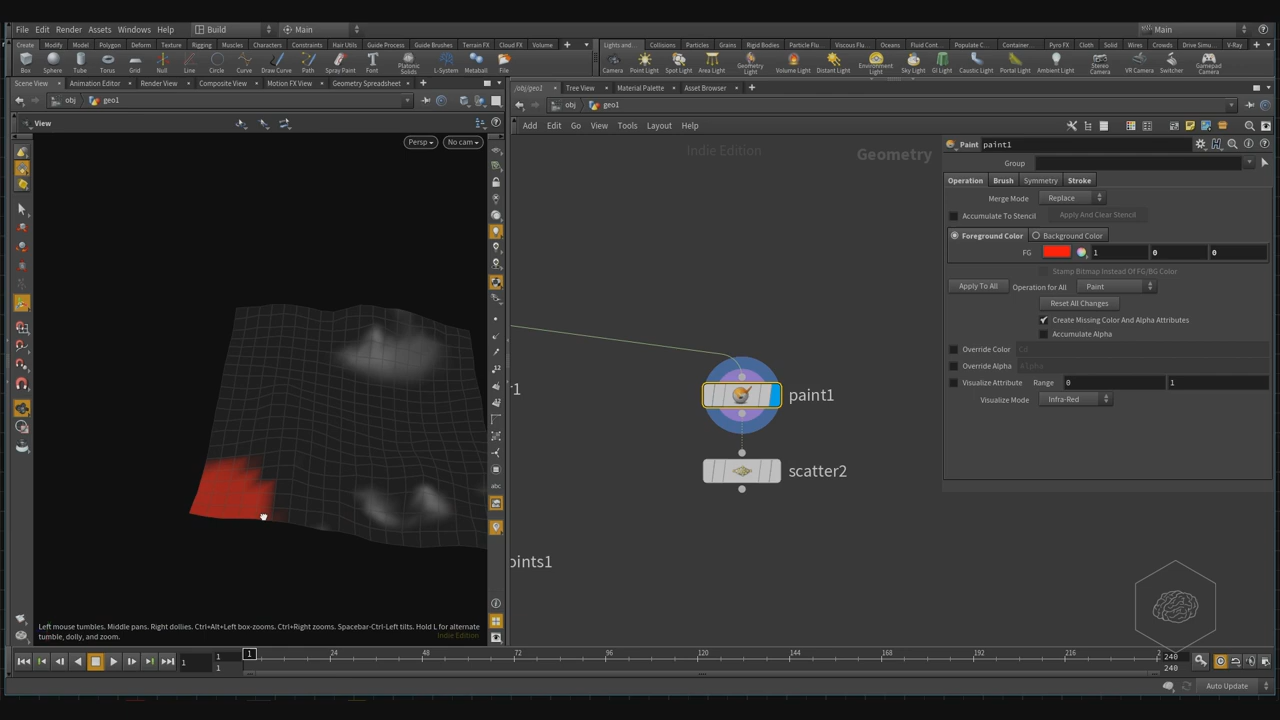 File Edit Render Assets Windows Help Build Main Main
Create Modify Model Polygon Deform Texture Rigging Muscles Characters Constraints Hair Utils Guide Process Guide Brushes Terrain FX Cloud FX Volume
Lights and... Collisions Particles Grains Rigid Bodies Particle Flu... Viscous Flu... Oceans Fluid Cont... Populate C... Container... Pyro FX Cloth Solid Wires Crowds Drive Simu... V-Ray
Box Sphere Tube Torus Grid Null Line Circle Curve Draw Curve Path Spray Paint Font Platonic Solids L-System Metaball File
Camera Point Light Spot Light Area Light Geometry Light Volume Light Distant Light Environment Light Sky Light GI Light Caustic Light Portal Light Ambient Light Stereo Camera VR Camera Switcher Gamepad Camera
Scene View Animation Editor Render View Composite View Motion FX View Geometry Spreadsheet
/obj/geo1 Tree View Material Palette Asset Browser
obj geo1
obj geo1
View
Persp No cam
Add Edit Go View Tools Layout Help
Indie Edition
Geometry
paint1
scatter2
r1
oints1
Paint paint1
Group
Operation Brush Symmetry Stroke
Merge Mode Replace
Accumulate To Stencil Apply And Clear Stencil
Foreground Color Background Color
FG 1 0 0
Stamp Bitmap Instead Of FG/BG Color
Apply To All Operation for All Paint
Reset All Changes
Create Missing Color And Alpha Attributes
Accumulate Alpha
Override Color Cd
Override Alpha Alpha
Visualize Attribute Range 0 1
Visualize Mode Infra-Red
abc
Left mouse tumbles. Middle pans. Right dollies. Ctrl+Alt+Left box-zooms. Ctrl+Right zooms. Spacebar-Ctrl-Left tilts. Hold L for alternate
tumble, dolly, and zoom.
Indie Edition
1 1 1 1 24 48 72 96 120 144 168 192 216 2 240 240
Auto Update